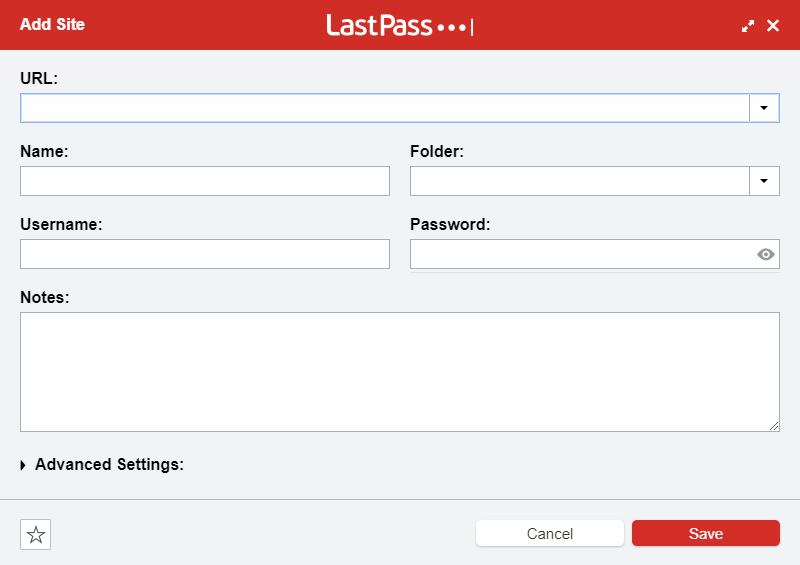 Add Site
LastPass •••|
URL:
Name:
Folder:
Username:
Password:
Notes:
Advanced Settings:
Cancel
Save